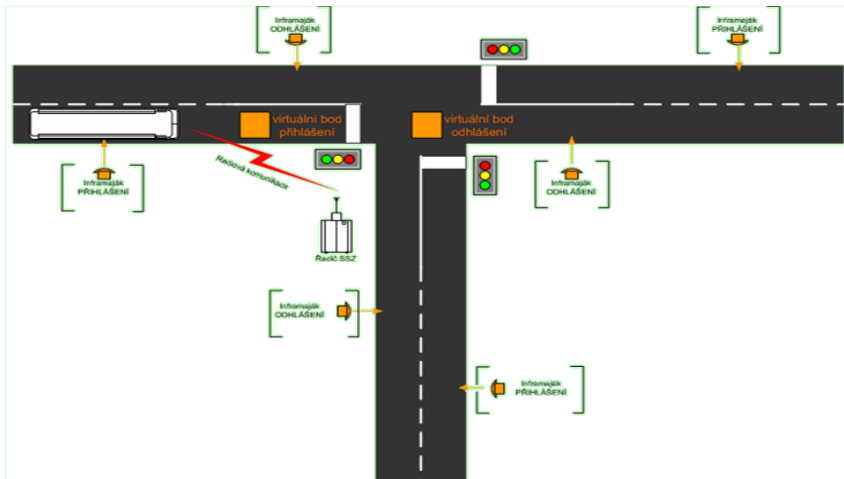 Inframaják
ODHLÁŠENÍ
Inframaják
PŘIHLÁŠENÍ
virtuální bod
přihlášení
virtuální bod
odhlášení
Inframaják
PŘIHLÁŠENÍ
Radiová komunikace
Inframaják
ODHLÁŠENÍ
Řadič SSZ
Inframaják
ODHLÁŠENÍ
Inframaják
PŘIHLÁŠENÍ